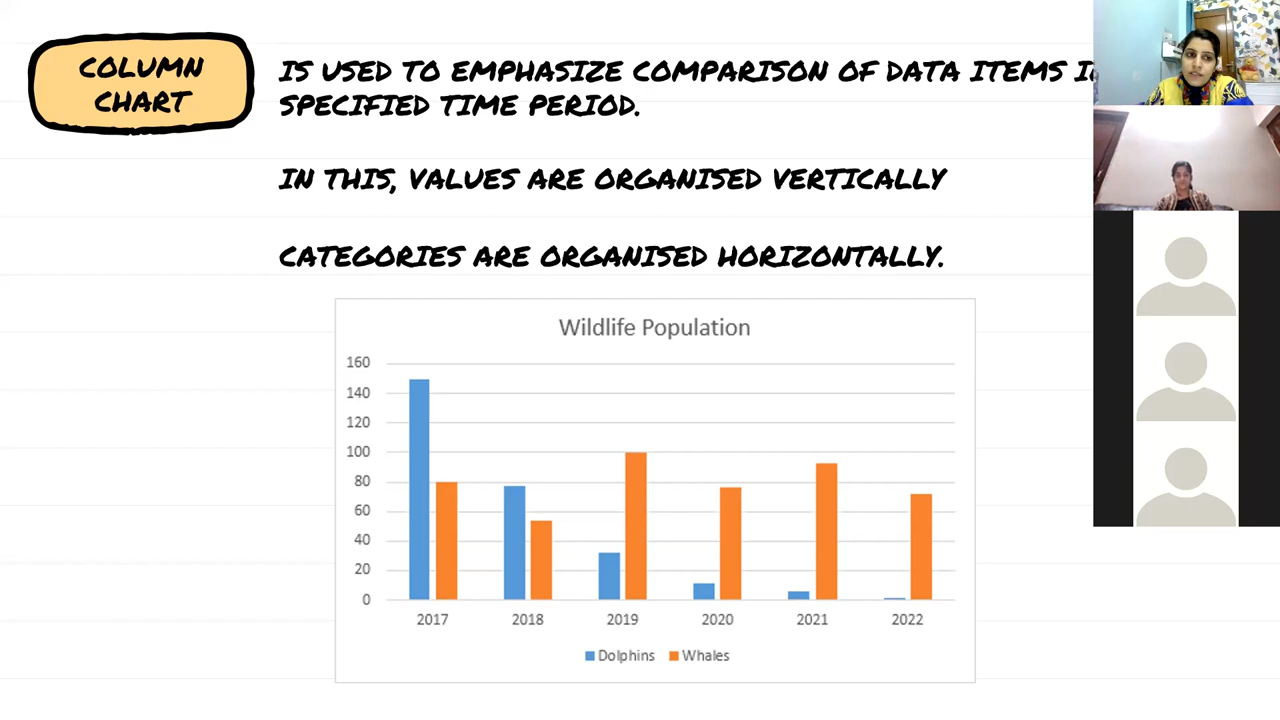 COLUMN
CHART
IS USED TO EMPHASIZE COMPARISON OF DATA ITEMS
SPECIFIED TIME PERIOD.
IN THIS, VALUES ARE ORGANISED VERTICALLY
CATEGORIES ARE ORGANISED HORIZONTALLY.
Wildlife Population
160
140
120
100
80
60
40
20
0
2017 2018 2019 2020 2021 2022
Dolphins Whales